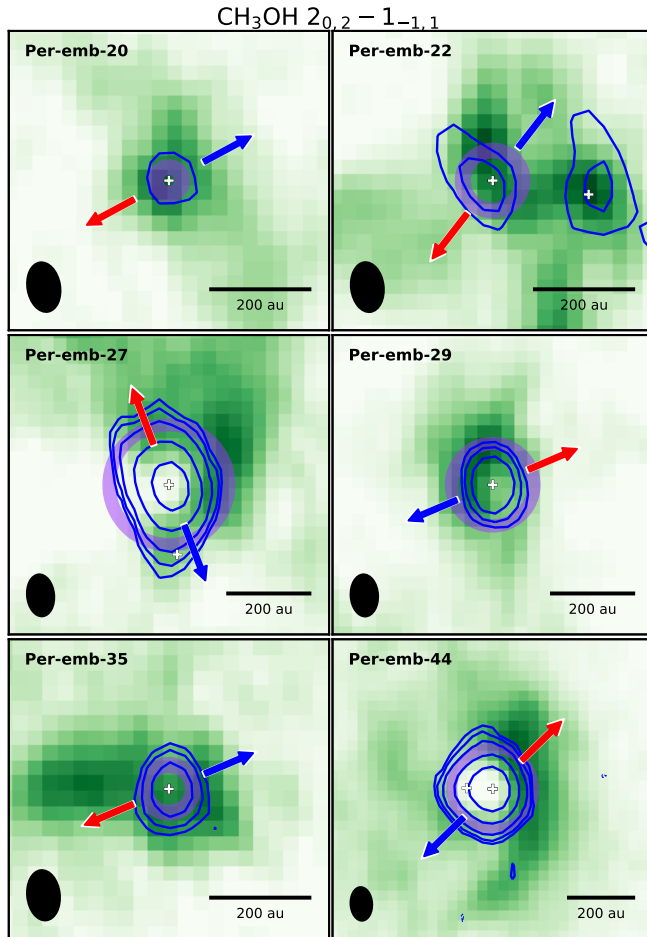 CH₃OH 2₀,₂ − 1₋₁,₁
Per-emb-20
200 au
Per-emb-22
200 au
Per-emb-27
200 au
Per-emb-29
200 au
Per-emb-35
200 au
Per-emb-44
200 au